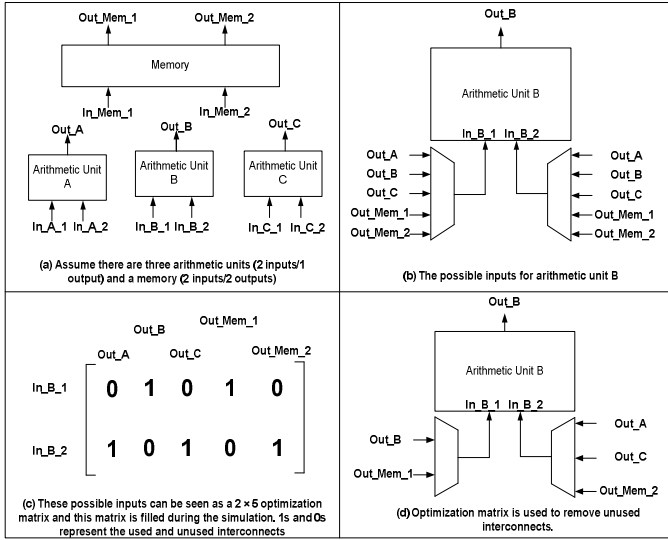 Out_Mem_1
Out_Mem_2
Memory
In_Mem_1
In_Mem_2
Out_A
Out_B
Out_C
Arithmetic Unit
A
Arithmetic Unit
B
Arithmetic Unit
C
In_A_1
In_A_2
In_B_1
In_B_2
In_C_1
In_C_2
(a) Assume there are three arithmetic units (2 inputs/1
output) and a memory (2 inputs/2 outputs)
Out_B
Arithmetic Unit B
In_B_1
In_B_2
Out_A
Out_B
Out_C
Out_Mem_1
Out_Mem_2
Out_A
Out_B
Out_C
Out_Mem_1
Out_Mem_2
(b) The possible inputs for arithmetic unit B
Out_A
Out_B
Out_C
Out_Mem_1
Out_Mem_2
In_B_1 0 1 0 1 0
In_B_2 1 0 1 0 1
(c) These possible inputs can be seen as a 2 × 5 optimization
matrix and this matrix is filled during the simulation. 1s and 0s
represent the used and unused interconnects
Out_B
Arithmetic Unit B
In_B_1
In_B_2
Out_B
Out_Mem_1
Out_A
Out_C
Out_Mem_2
(d) Optimization matrix is used to remove unused
interconnects.